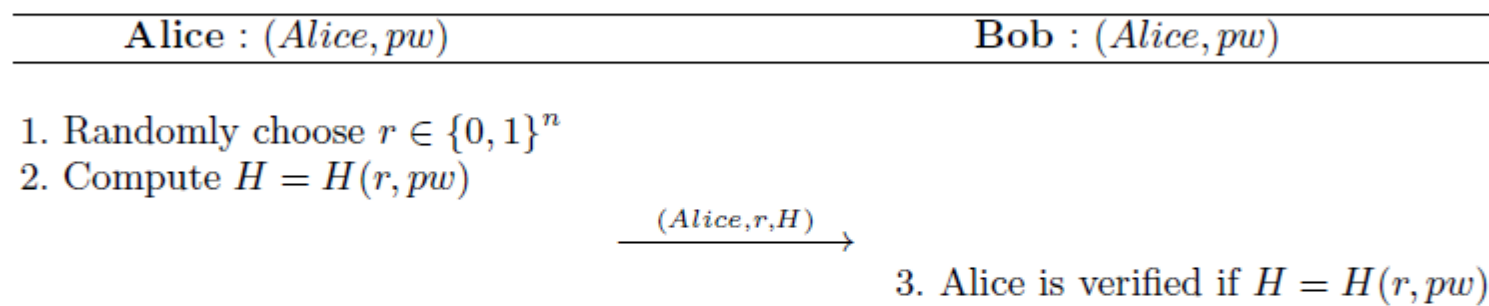 Alice : (Alice, pw) Bob : (Alice, pw)
1. Randomly choose r ∈ {0, 1}ⁿ
2. Compute H = H(r, pw)
(Alice,r,H)
3. Alice is verified if H = H(r, pw)